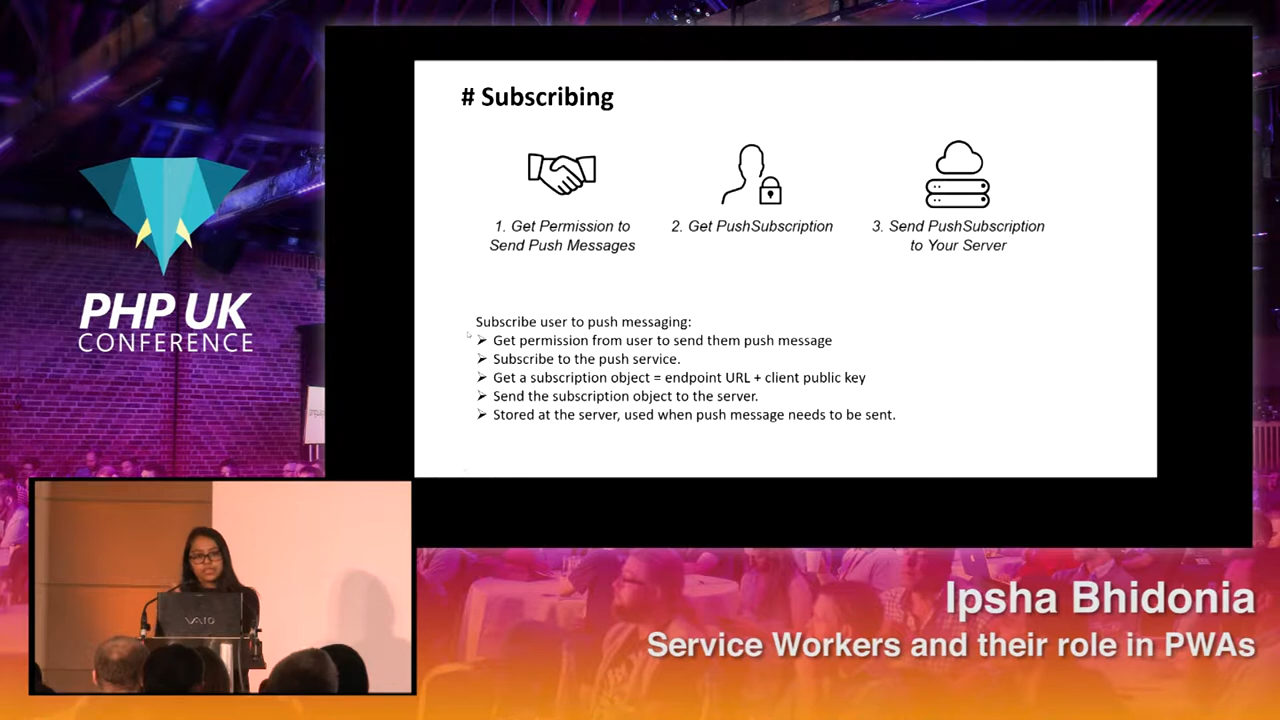 # Subscribing
1. Get Permission to
Send Push Messages
2. Get PushSubscription
3. Send PushSubscription
to Your Server
Subscribe user to push messaging:
➢ Get permission from user to send them push message
➢ Subscribe to the push service.
➢ Get a subscription object = endpoint URL + client public key
➢ Send the subscription object to the server.
➢ Stored at the server, used when push message needs to be sent.
PHP UK
CONFERENCE
VAIO
Ipsha Bhidonia
Service Workers and their role in PWAs